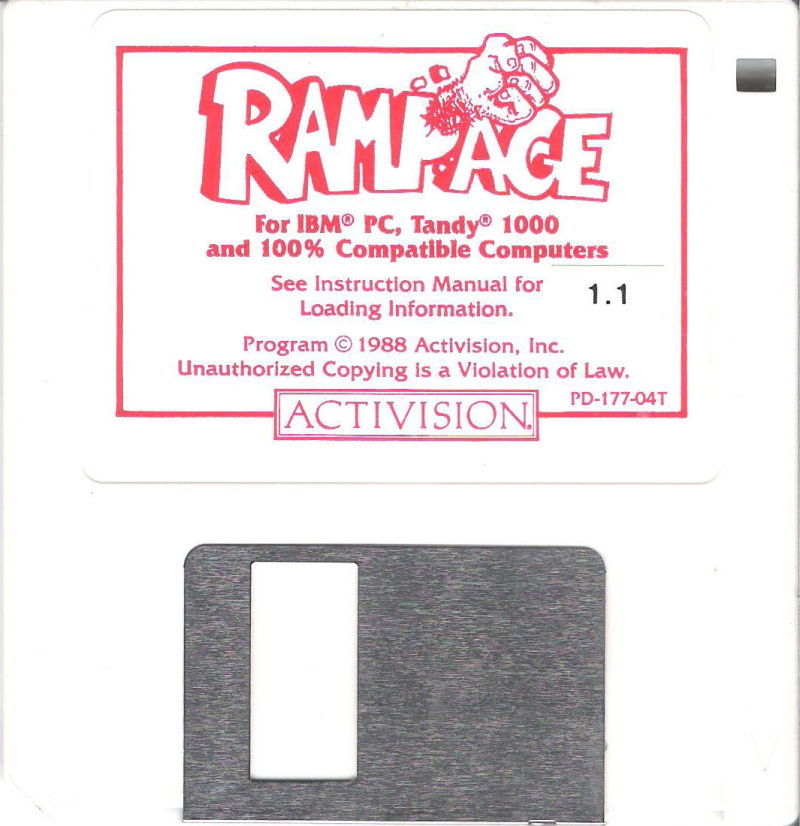 RAMPAGE
For IBM® PC, Tandy® 1000
and 100% Compatible Computers
See Instruction Manual for
Loading Information.
1.1
Program © 1988 Activision, Inc.
Unauthorized Copying is a Violation of Law.
PD-177-04T
ACTIVISION®